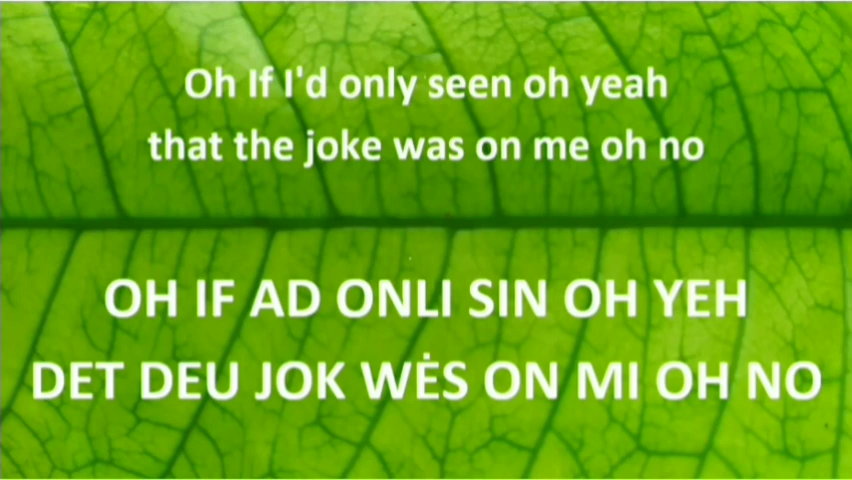 Oh If I'd only seen oh yeah
that the joke was on me oh no
OH IF AD ONLI SIN OH YEH
DET DEU JOK WĖS ON MI OH NO